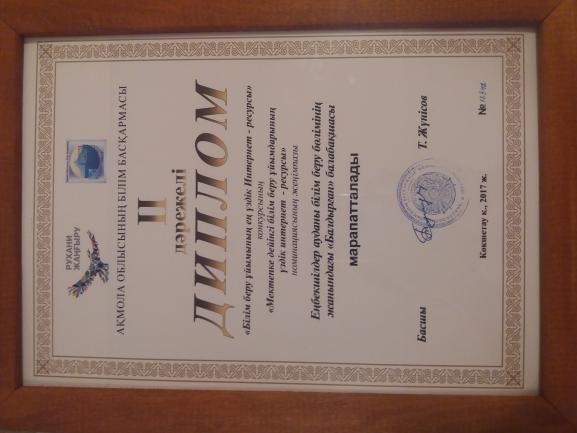 РУХАНИ
ЖАҢҒЫРУ
АҚМОЛА ОБЛЫСЫНЫҢ БІЛІМ БАСҚАРМАСЫ
II
дәрежелі
ДИПЛОМ
«Білім беру ұйымының ең үздік Интернет - ресурсы»
конкурсының
«Мектепке дейінгі білім беру ұйымдарының
үздік интернет - ресурсы»
номинациясының жеңімпазы
Еңбекшілдер ауданы білім беру бөлімінің
жанындағы «Балдырған» балабақшасы
марапатталады
Басшы Т. Жүнісов
Көкшетау қ., 2017 ж. №